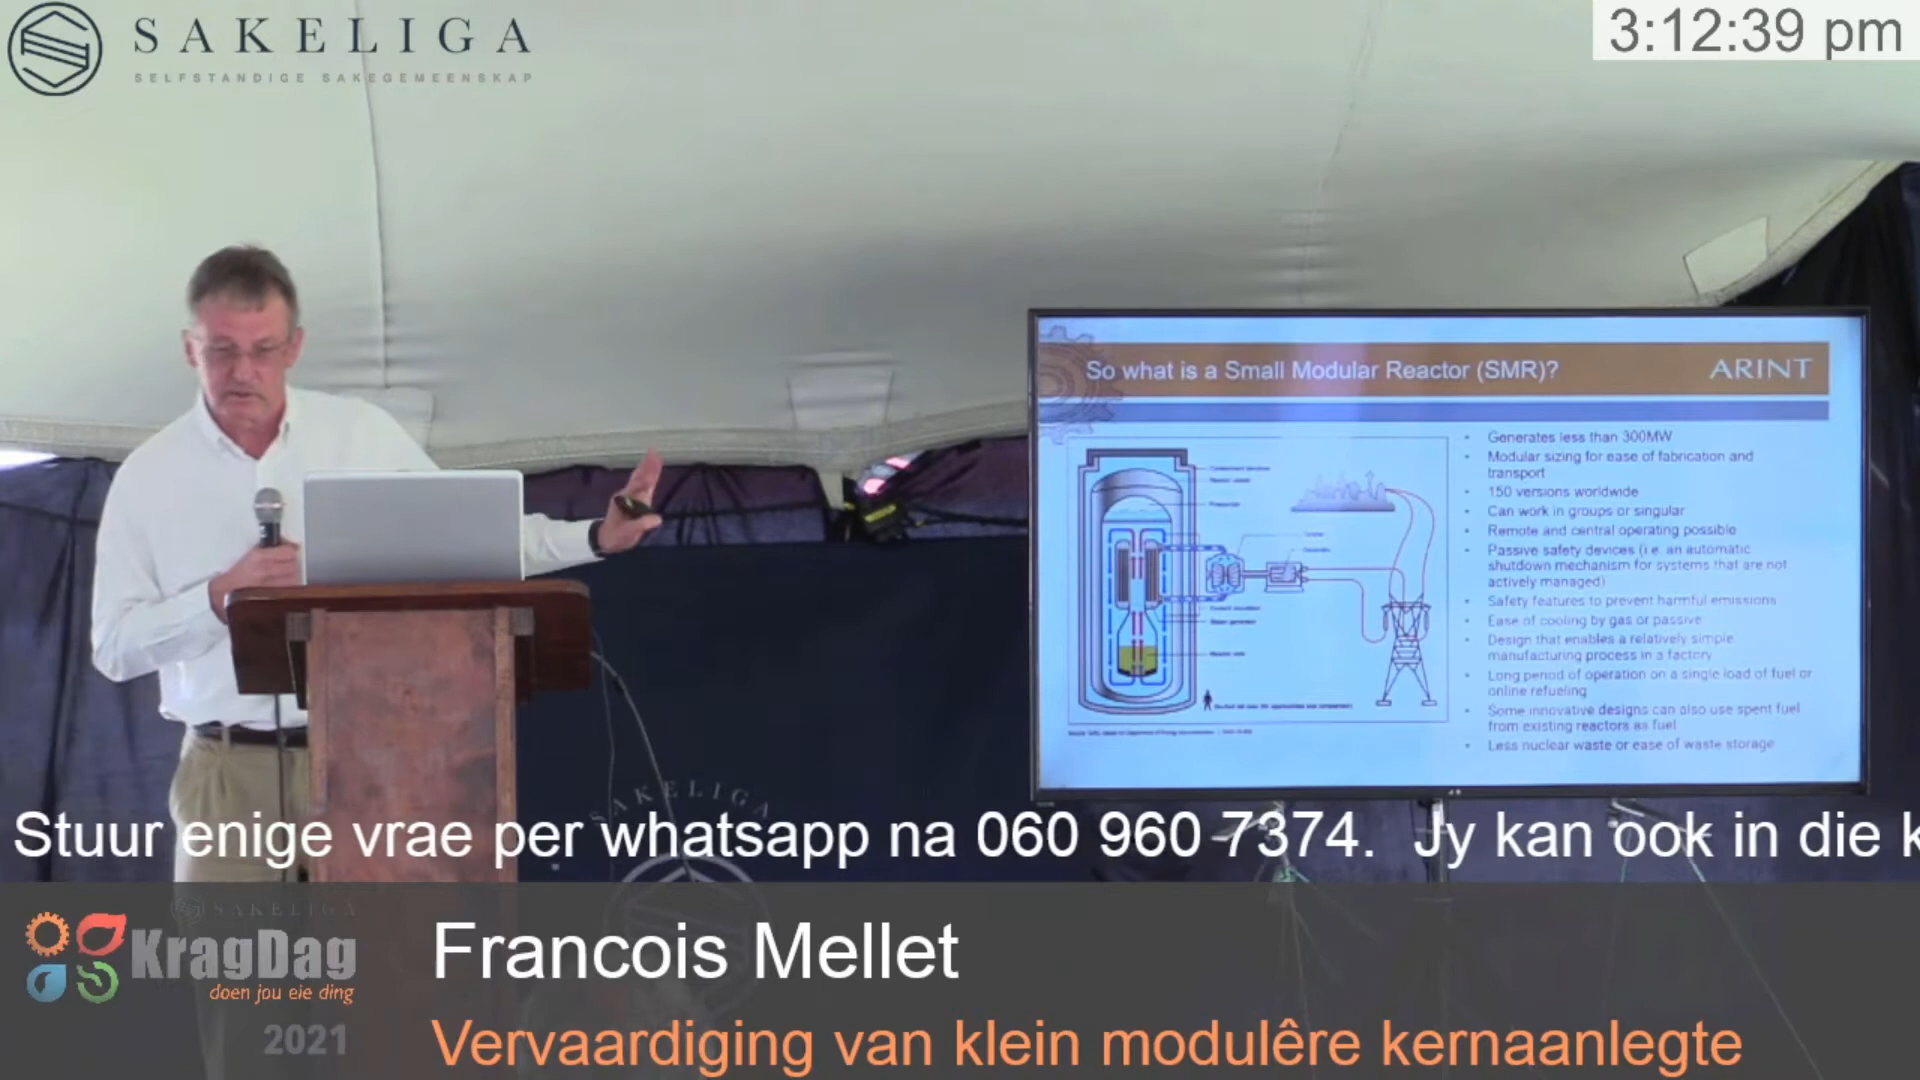 SAKELIGA
SELFSTANDIGE SAKEGEMEENSKAP
3:12:39 pm
So what is a Small Modular Reactor (SMR)?
ARINT
Generates less than 300MW
Modular sizing for ease of fabrication and
transport
150 versions worldwide
Can work in groups or singular
Remote and central operating possible
Passive safety devices (i.e. an automatic
shutdown mechanism for systems that are not
actively managed)
Safety features to prevent harmful emissions
Ease of cooling by gas or passive
Design that enables a relatively simple
manufacturing process in a factory
Long period of operation on a single load of fuel or
online refueling
Some innovative designs can also use spent fuel
from existing reactors as fuel
Less nuclear waste or ease of waste storage
SAKELIGA
Stuur enige vrae per whatsapp na 060 960 7374. Jy kan ook in die k
SAKELIGA
KragDag
doen jou eie ding
2021
Francois Mellet
Vervaardiging van klein modulêre kernaanlegte